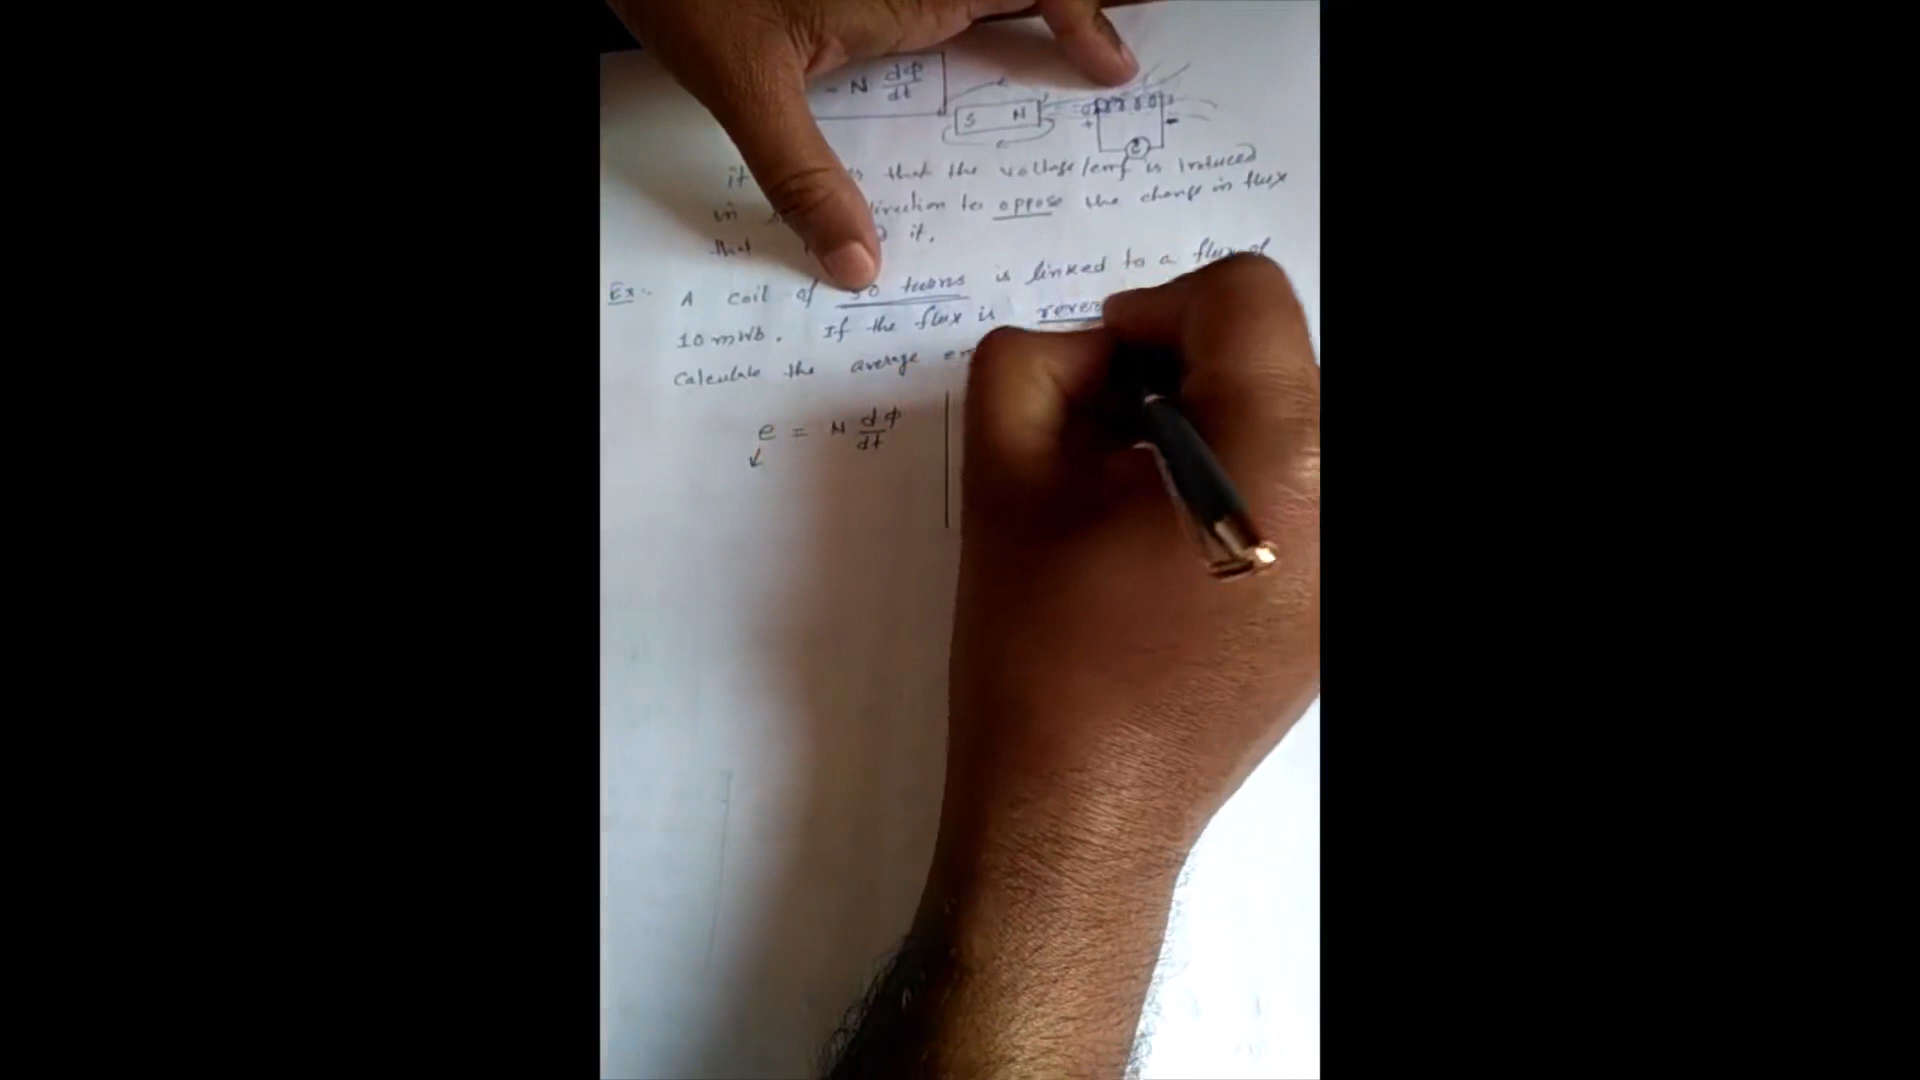 - N dΦ/dt
S N
+ -
e
it that the voltage/emf is induced
in direction to oppose the change in flux
that it.
Ex:- A coil of turns is linked to a flux of
10 mWb. If the flux is
Calculate the average
e = N dΦ/dt